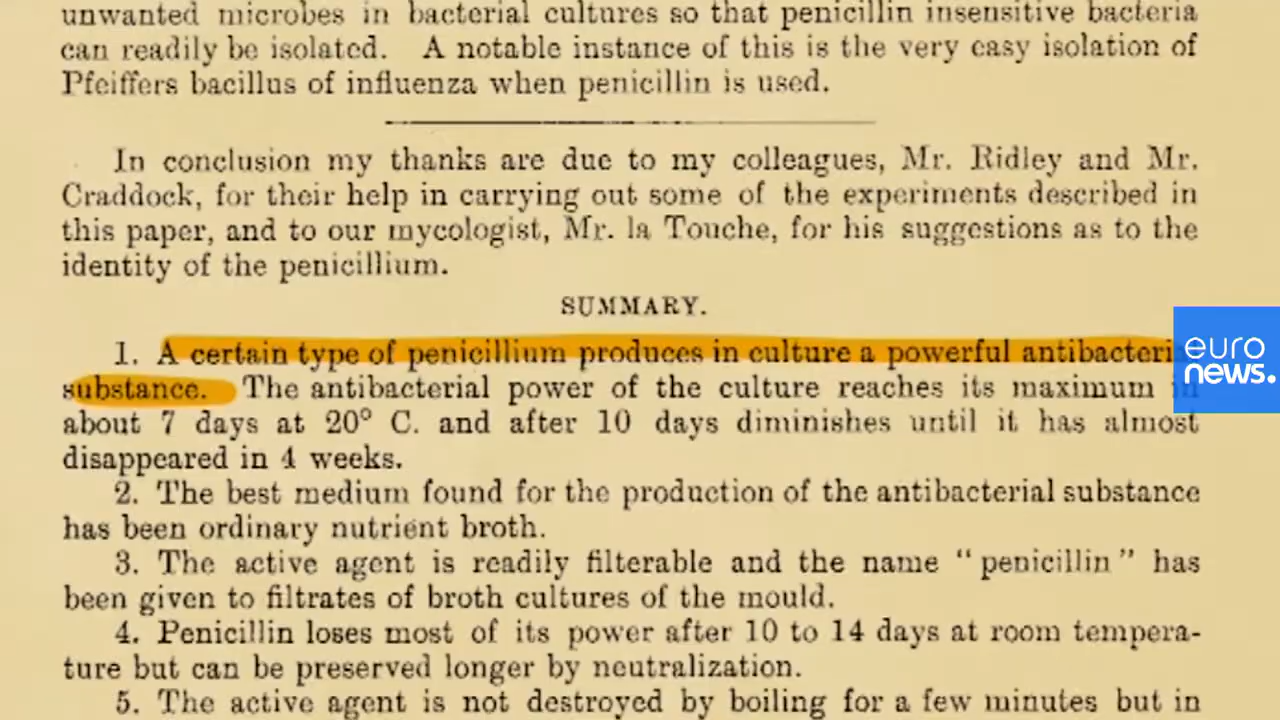 unwanted microbes in bacterial cultures so that penicillin insensitive bacteria
can readily be isolated. A notable instance of this is the very easy isolation of
Pfeiffers bacillus of influenza when penicillin is used.
In conclusion my thanks are due to my colleagues, Mr. Ridley and Mr.
Craddock, for their help in carrying out some of the experiments described in
this paper, and to our mycologist, Mr. la Touche, for his suggestions as to the
identity of the penicillium.
SUMMARY.
1. A certain type of penicillium produces in culture a powerful antibacteri
substance. The antibacterial power of the culture reaches its maximum in
about 7 days at 20° C. and after 10 days diminishes until it has almost
disappeared in 4 weeks.
2. The best medium found for the production of the antibacterial substance
has been ordinary nutrient broth.
3. The active agent is readily filterable and the name “penicillin” has
been given to filtrates of broth cultures of the mould.
4. Penicillin loses most of its power after 10 to 14 days at room tempera-
ture but can be preserved longer by neutralization.
5. The active agent is not destroyed by boiling for a few minutes but in
euro
news.